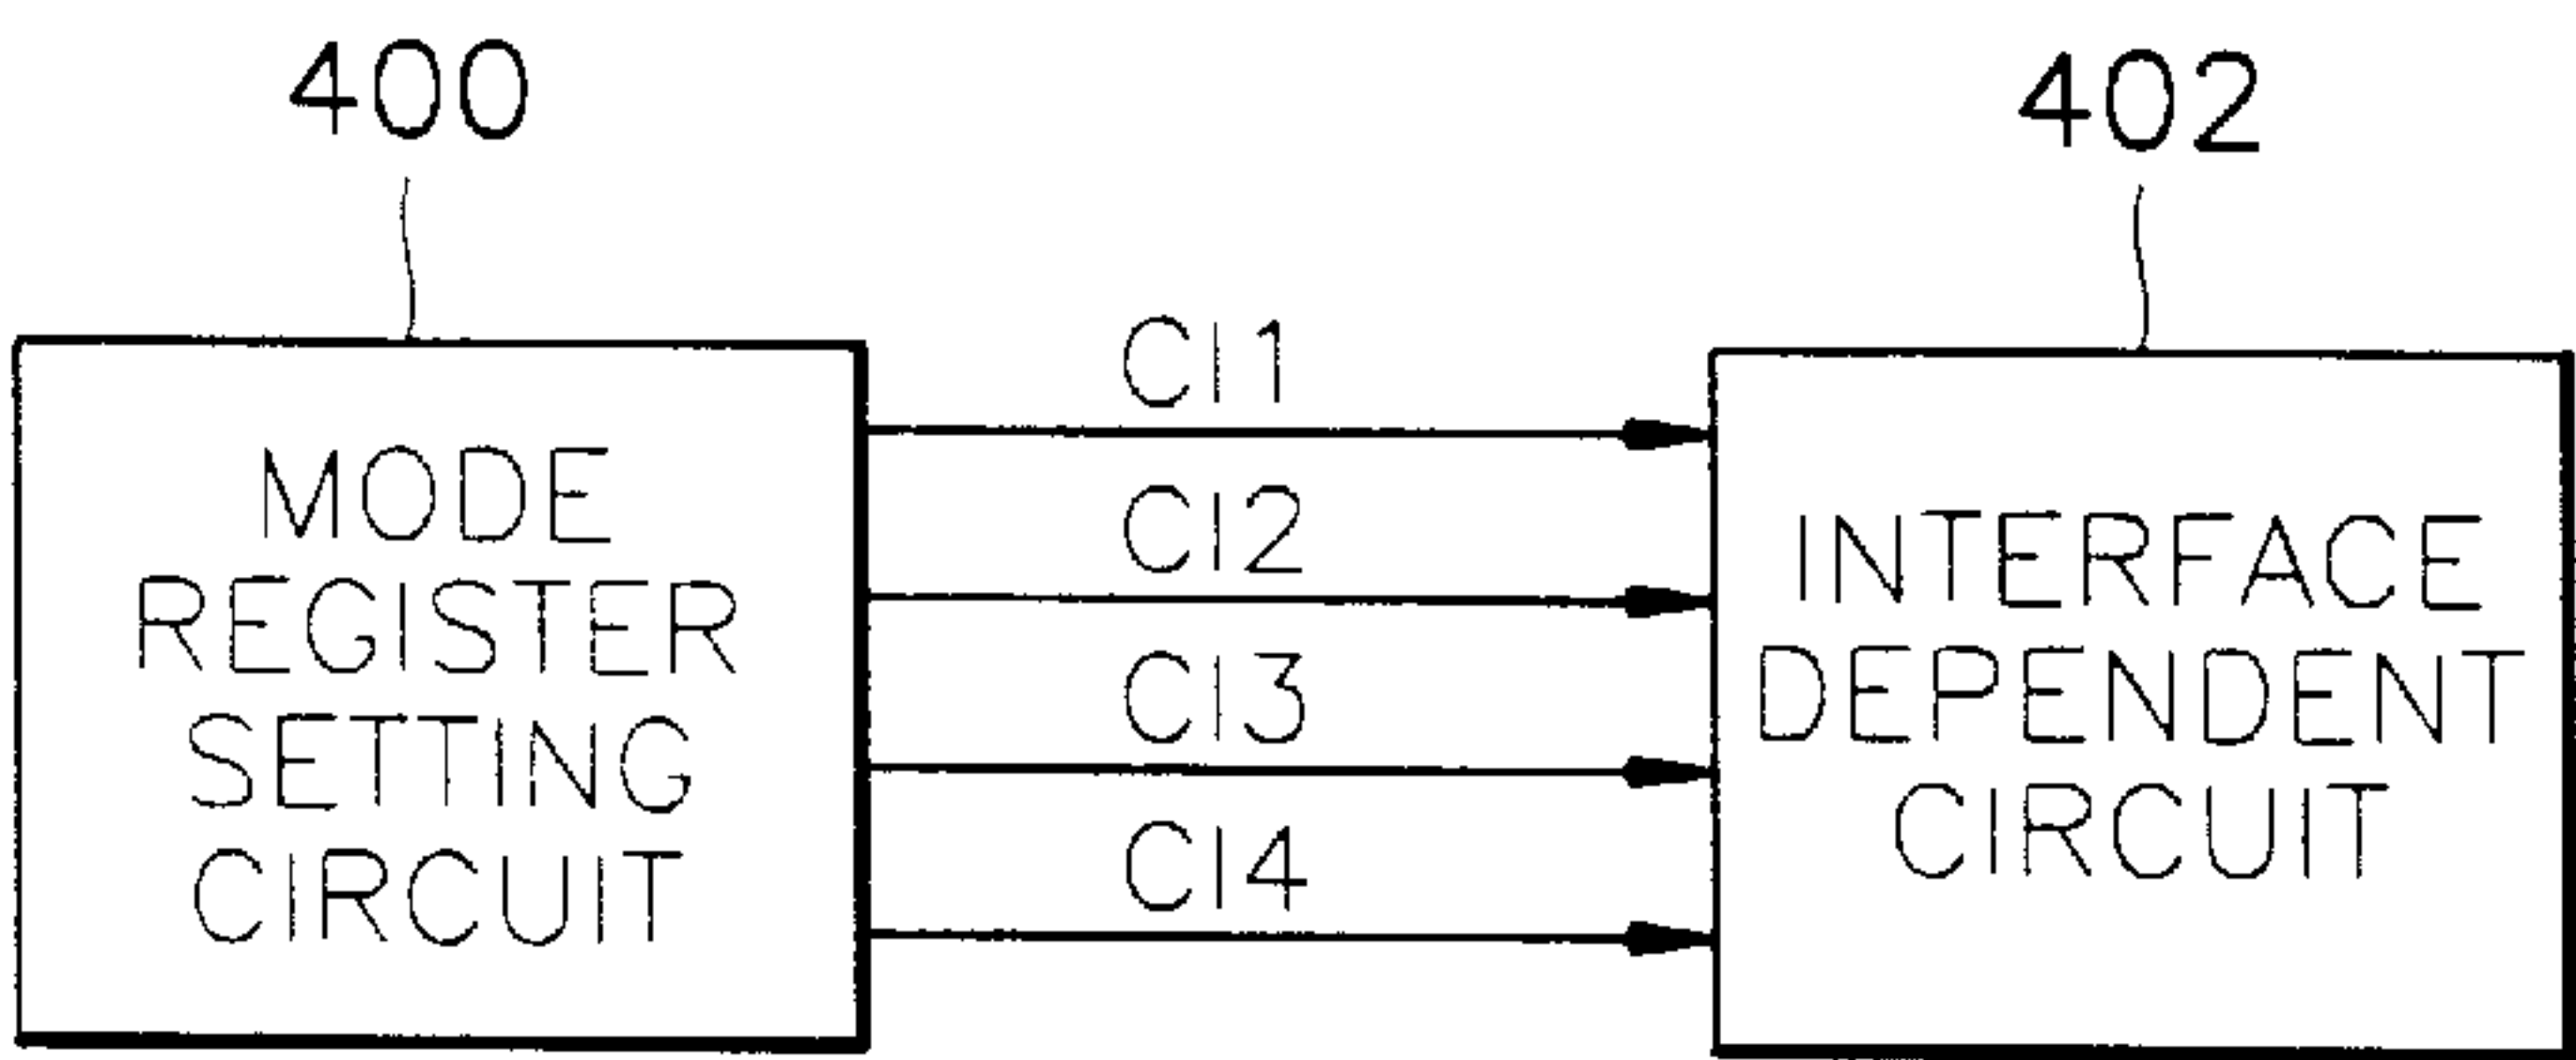 400
402
MODE
REGISTER
SETTING
CIRCUIT
CI1
CI2
CI3
CI4
INTERFACE
DEPENDENT
CIRCUIT